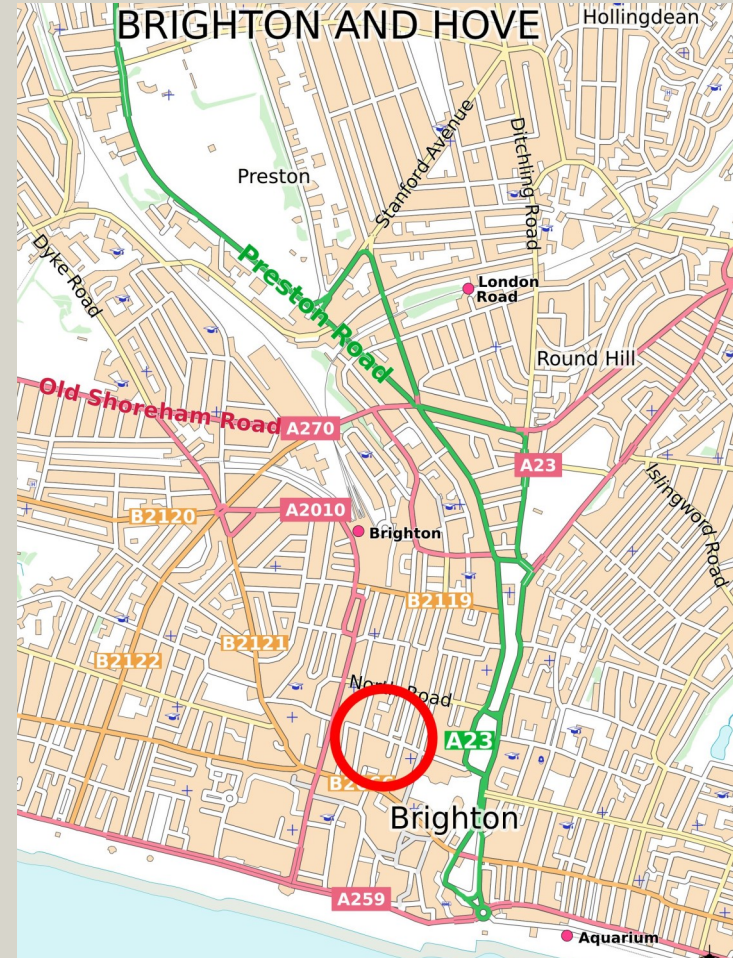 BRIGHTON AND HOVE
Hollingdean
Stanford Avenue
Ditchling Road
Preston
Dyke Road
Preston Road
London
Road
Round Hill
Old Shoreham Road
A270
A23
Islingword Road
B2120
A2010
Brighton
B2119
B2121
B2122
North Road
A23
Brighton
A259
Aquarium